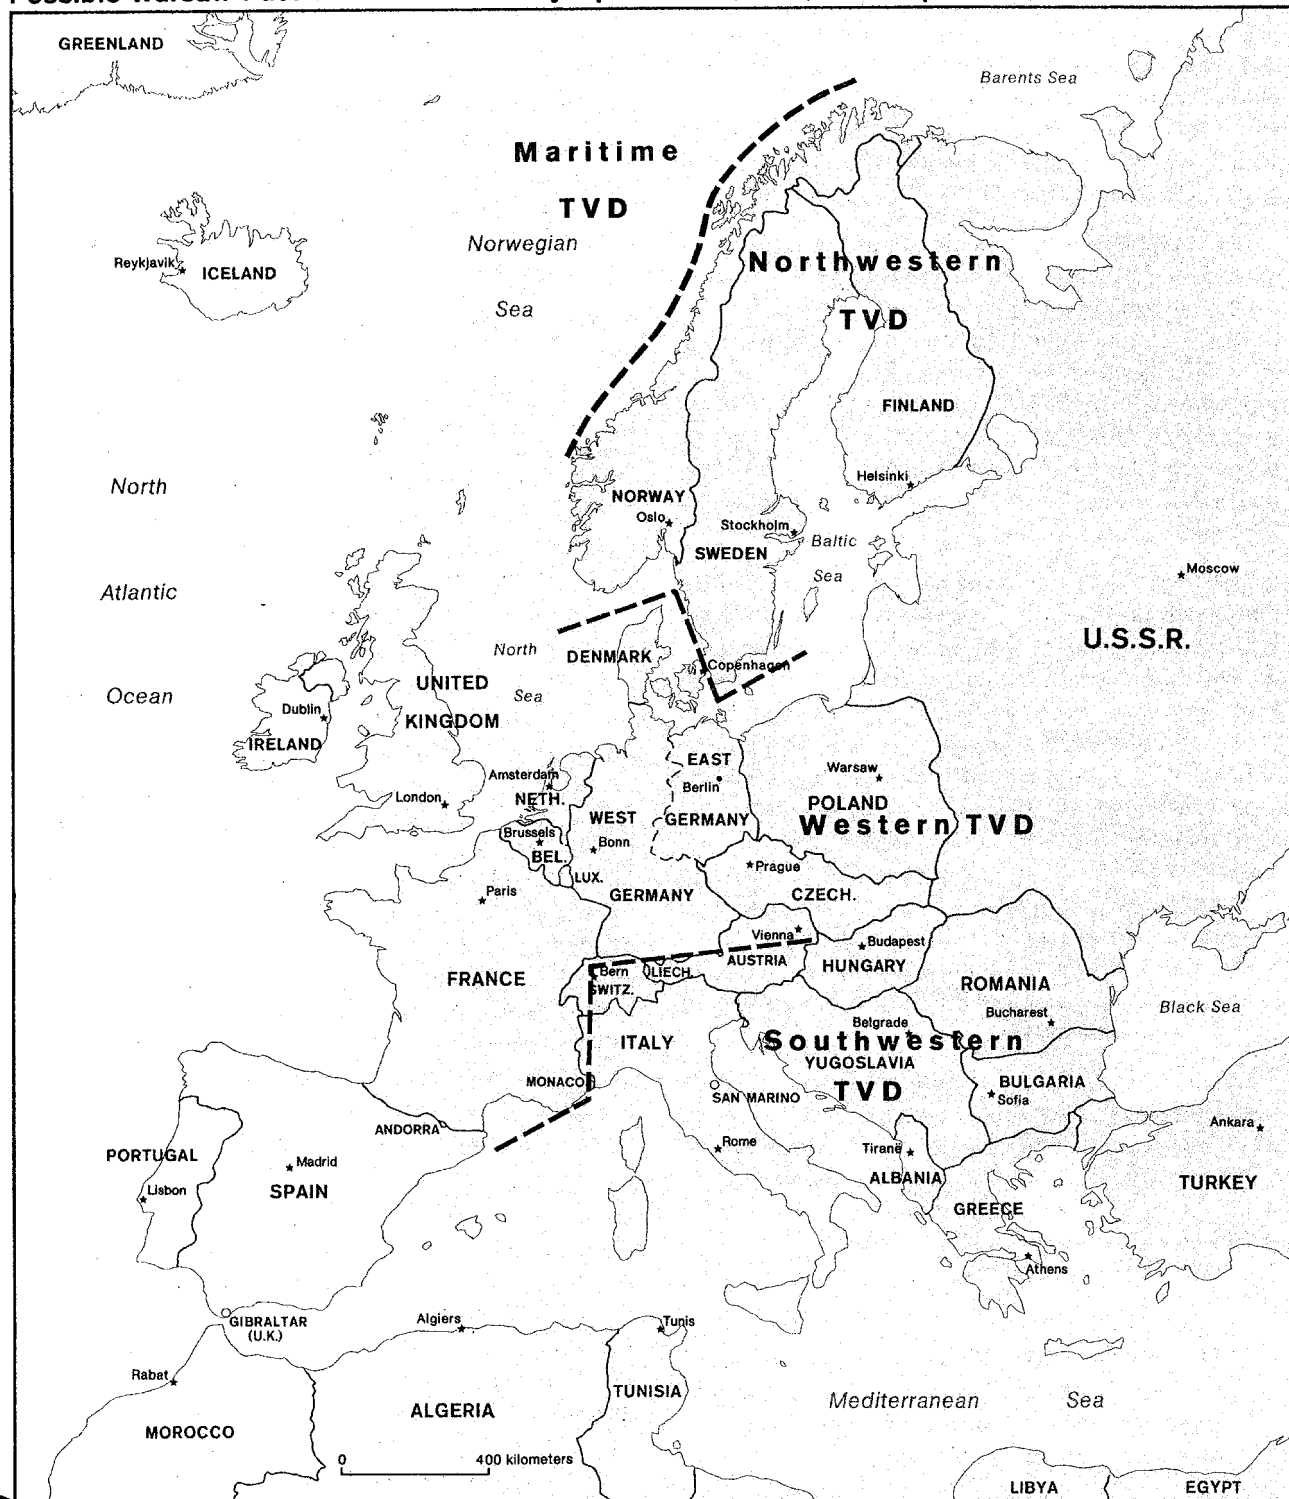 Possible Warsaw Pact
GREENLAND
Barents Sea
Maritime
TVD
Norwegian
Sea
Reykjavik
ICELAND
Northwestern
TVD
FINLAND
Helsinki
North
Atlantic
Ocean
NORWAY
Oslo
Stockholm
SWEDEN
Baltic
Sea
Moscow
U.S.S.R.
North
Sea
DENMARK
Copenhagen
UNITED
KINGDOM
Dublin
IRELAND
London
Amsterdam
NETH.
Brussels
BEL.
LUX.
WEST
Bonn
GERMANY
EAST
Berlin
GERMANY
Warsaw
POLAND
Western TVD
Prague
CZECH.
Paris
FRANCE
Vienna
AUSTRIA
Budapest
HUNGARY
Bern
LIECH.
SWITZ.
ROMANIA
Bucharest
Black Sea
ITALY
Belgrade
Southwestern
YUGOSLAVIA
TVD
MONACO
SAN MARINO
BULGARIA
Sofia
ANDORRA
Rome
Tiranë
ALBANIA
Ankara
TURKEY
GREECE
Athens
PORTUGAL
Lisbon
Madrid
SPAIN
GIBRALTAR
(U.K.)
Algiers
Tunis
Rabat
MOROCCO
ALGERIA
TUNISIA
Mediterranean Sea
0 400 kilometers
LIBYA
EGYPT